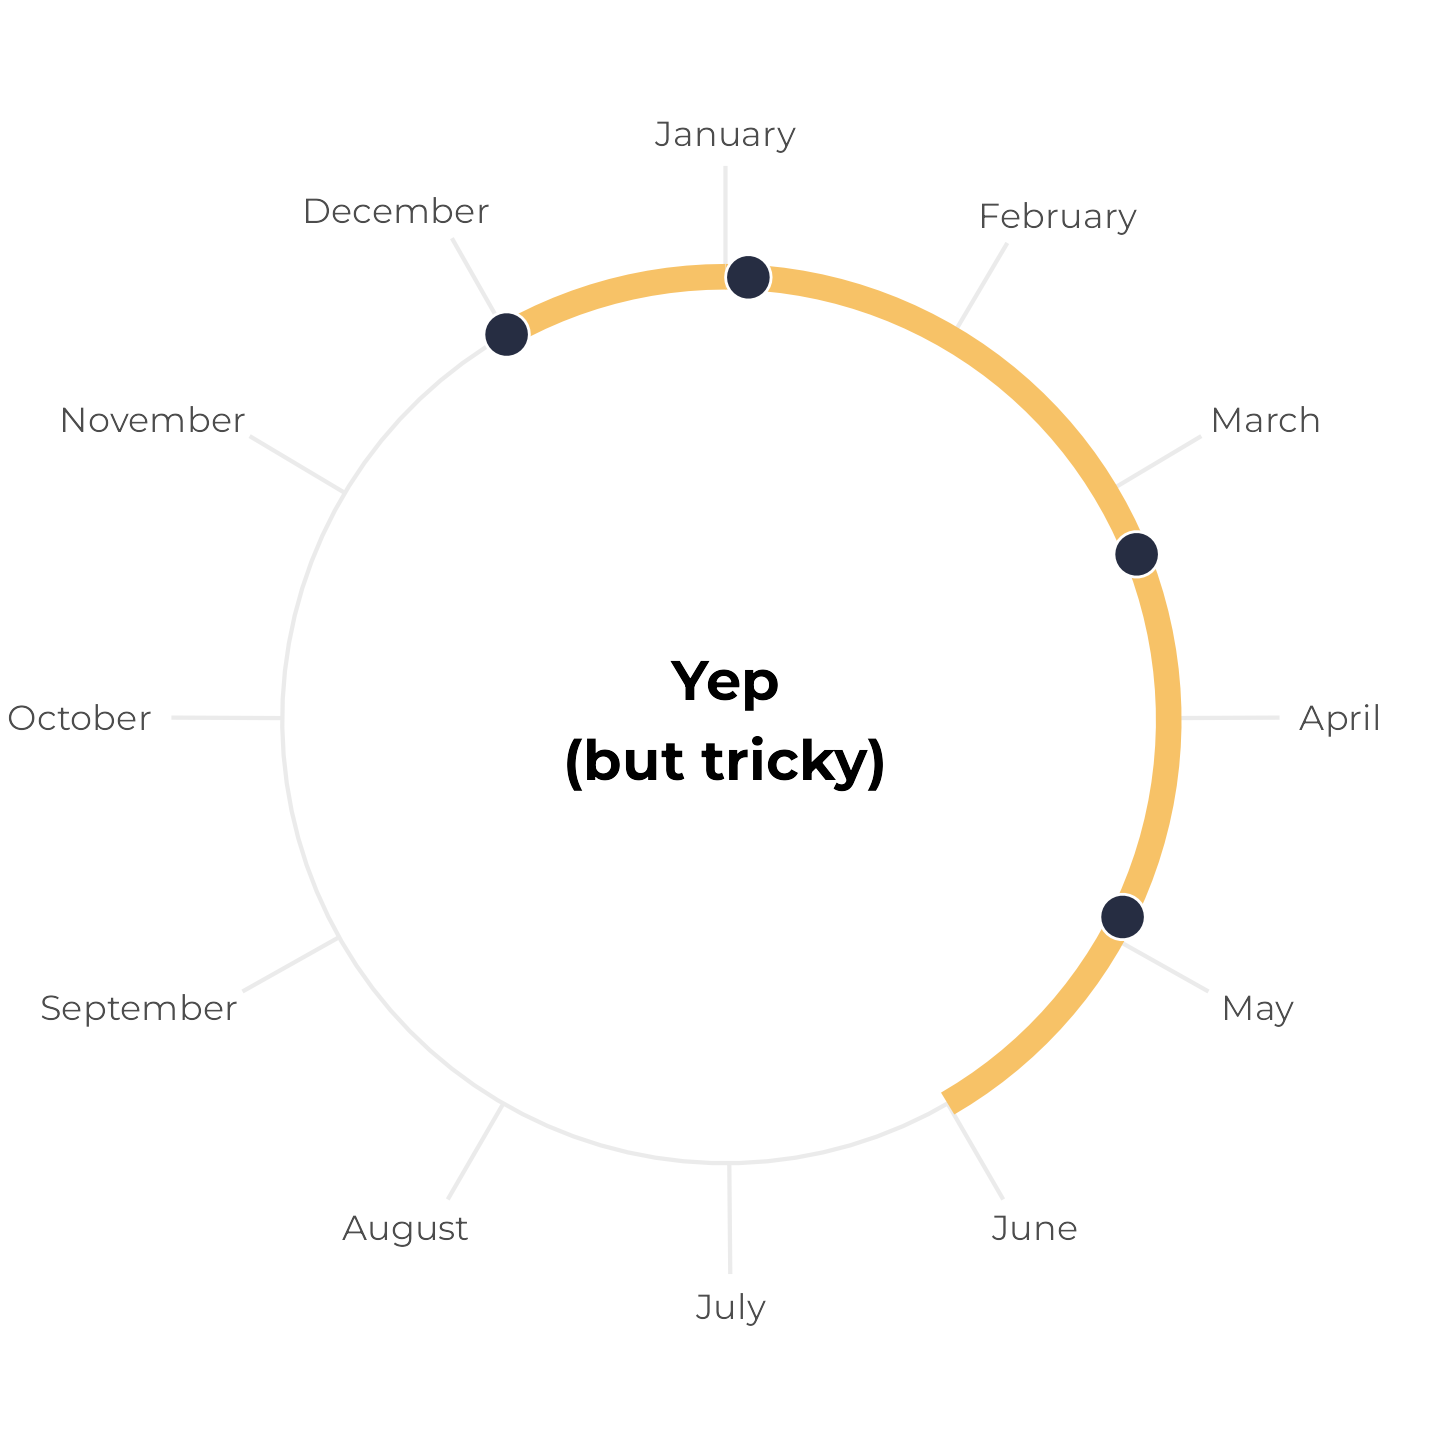 January
February
March
April
May
June
July
August
September
October
November
December
Yep
(but tricky)